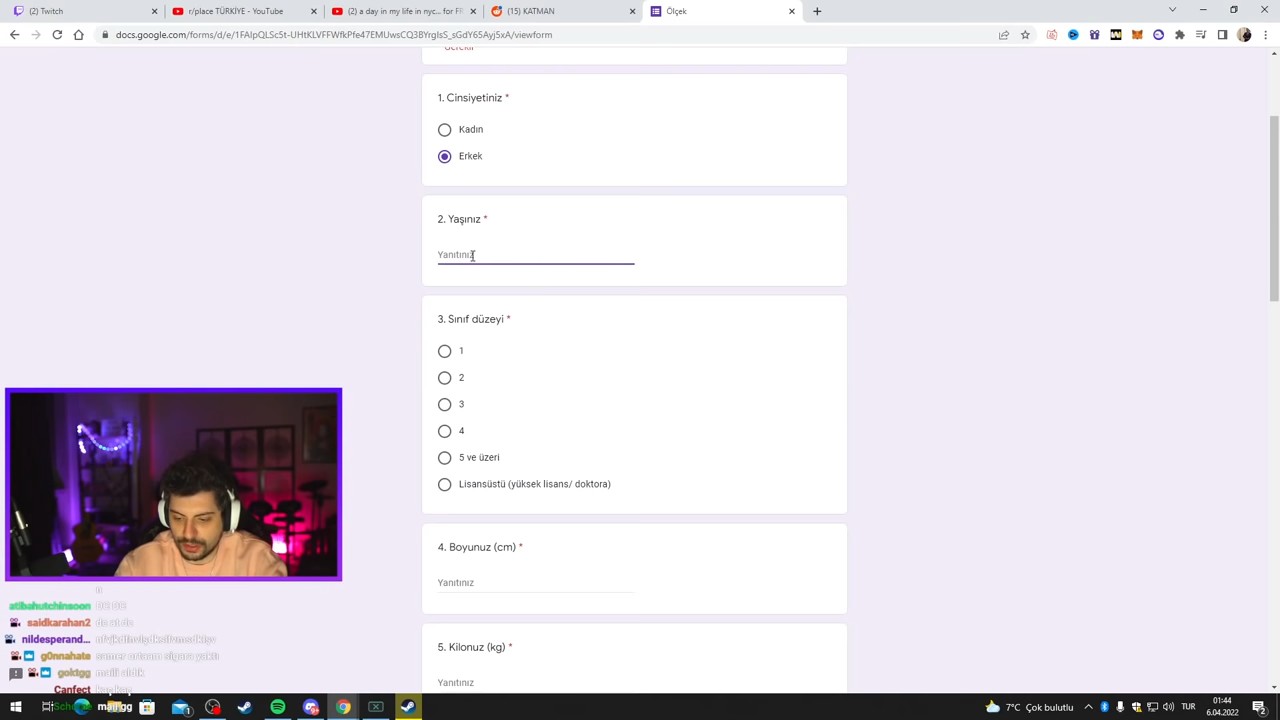 (2) Twitch
r/place TÜRKİYE - YouTube
(2) a day in my life in nyc... for FR
(15) KATMAN
Ölçek
docs.google.com/forms/d/e/1FAIpQLSc5t-UHtKLVFFWfkPfe47EMUwsCQ3BYrglsS_sGdY65Ayj5xA/viewform
Gerekli
1. Cinsiyetiniz *
Kadın
Erkek
2. Yaşınız *
Yanıtınız
3. Sınıf düzeyi *
1
2
3
4
5 ve üzeri
Lisansüstü (yüksek lisans/ doktora)
4. Boyunuz (cm) *
Yanıtınız
5. Kilonuz (kg) *
Yanıtınız
atibahutchinsoon
saidkarahan2
nildesperand...
g0nnahate
goktgg
Canfect
7°C Çok bulutlu
TUR
01:44
6.04.2022